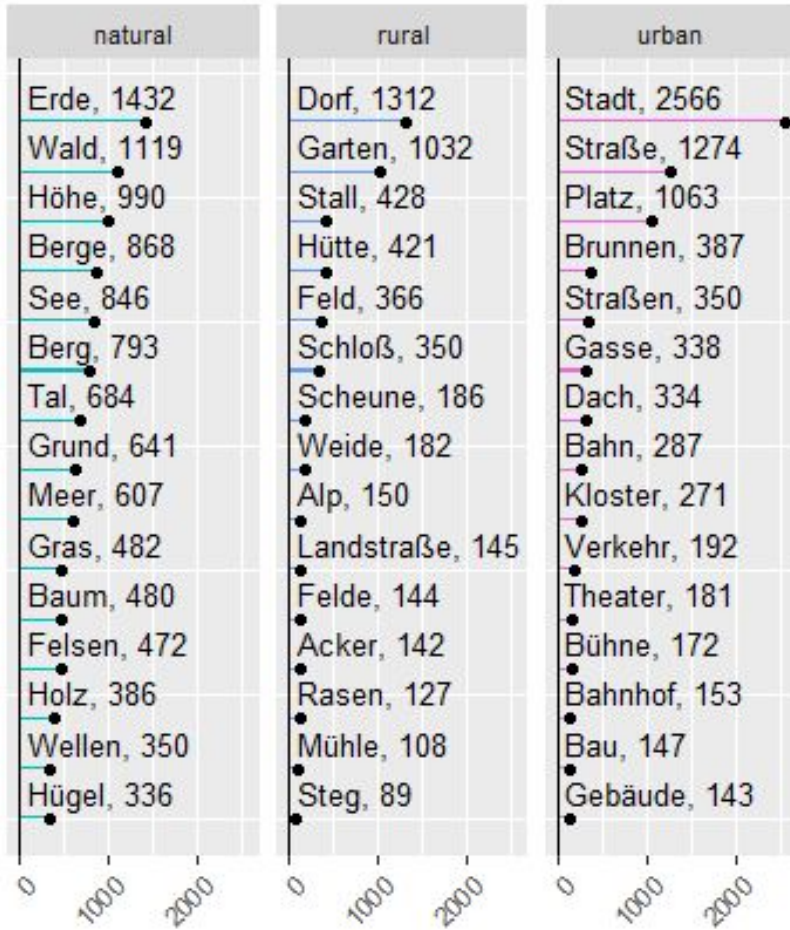 natural
Erde, 1432
Wald, 1119
Höhe, 990
Berge, 868
See, 846
Berg, 793
Tal, 684
Grund, 641
Meer, 607
Gras, 482
Baum, 480
Felsen, 472
Holz, 386
Wellen, 350
Hügel, 336
0
1000
2000
rural
Dorf, 1312
Garten, 1032
Stall, 428
Hütte, 421
Feld, 366
Schloß, 350
Scheune, 186
Weide, 182
Alp, 150
Landstraße, 145
Felde, 144
Acker, 142
Rasen, 127
Mühle, 108
Steg, 89
0
1000
2000
urban
Stadt, 2566
Straße, 1274
Platz, 1063
Brunnen, 387
Straßen, 350
Gasse, 338
Dach, 334
Bahn, 287
Kloster, 271
Verkehr, 192
Theater, 181
Bühne, 172
Bahnhof, 153
Bau, 147
Gebäude, 143
0
1000
2000